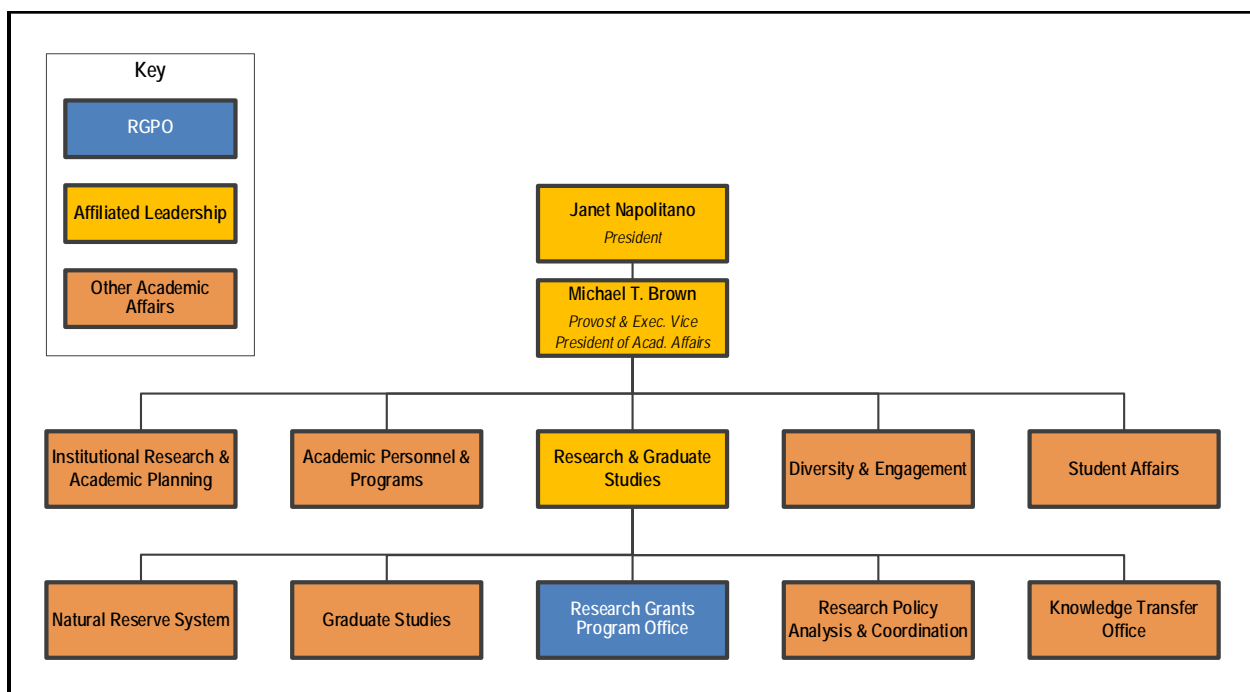 Key
RGPO
Affiliated Leadership
Other Academic
Affairs
Janet Napolitano
President
Michael T. Brown
Provost & Exec. Vice
President of Acad. Affairs
Institutional Research &
Academic Planning
Academic Personnel &
Programs
Research & Graduate
Studies
Diversity & Engagement
Student Affairs
Natural Reserve System
Graduate Studies
Research Grants
Program Office
Research Policy
Analysis & Coordination
Knowledge Transfer
Office